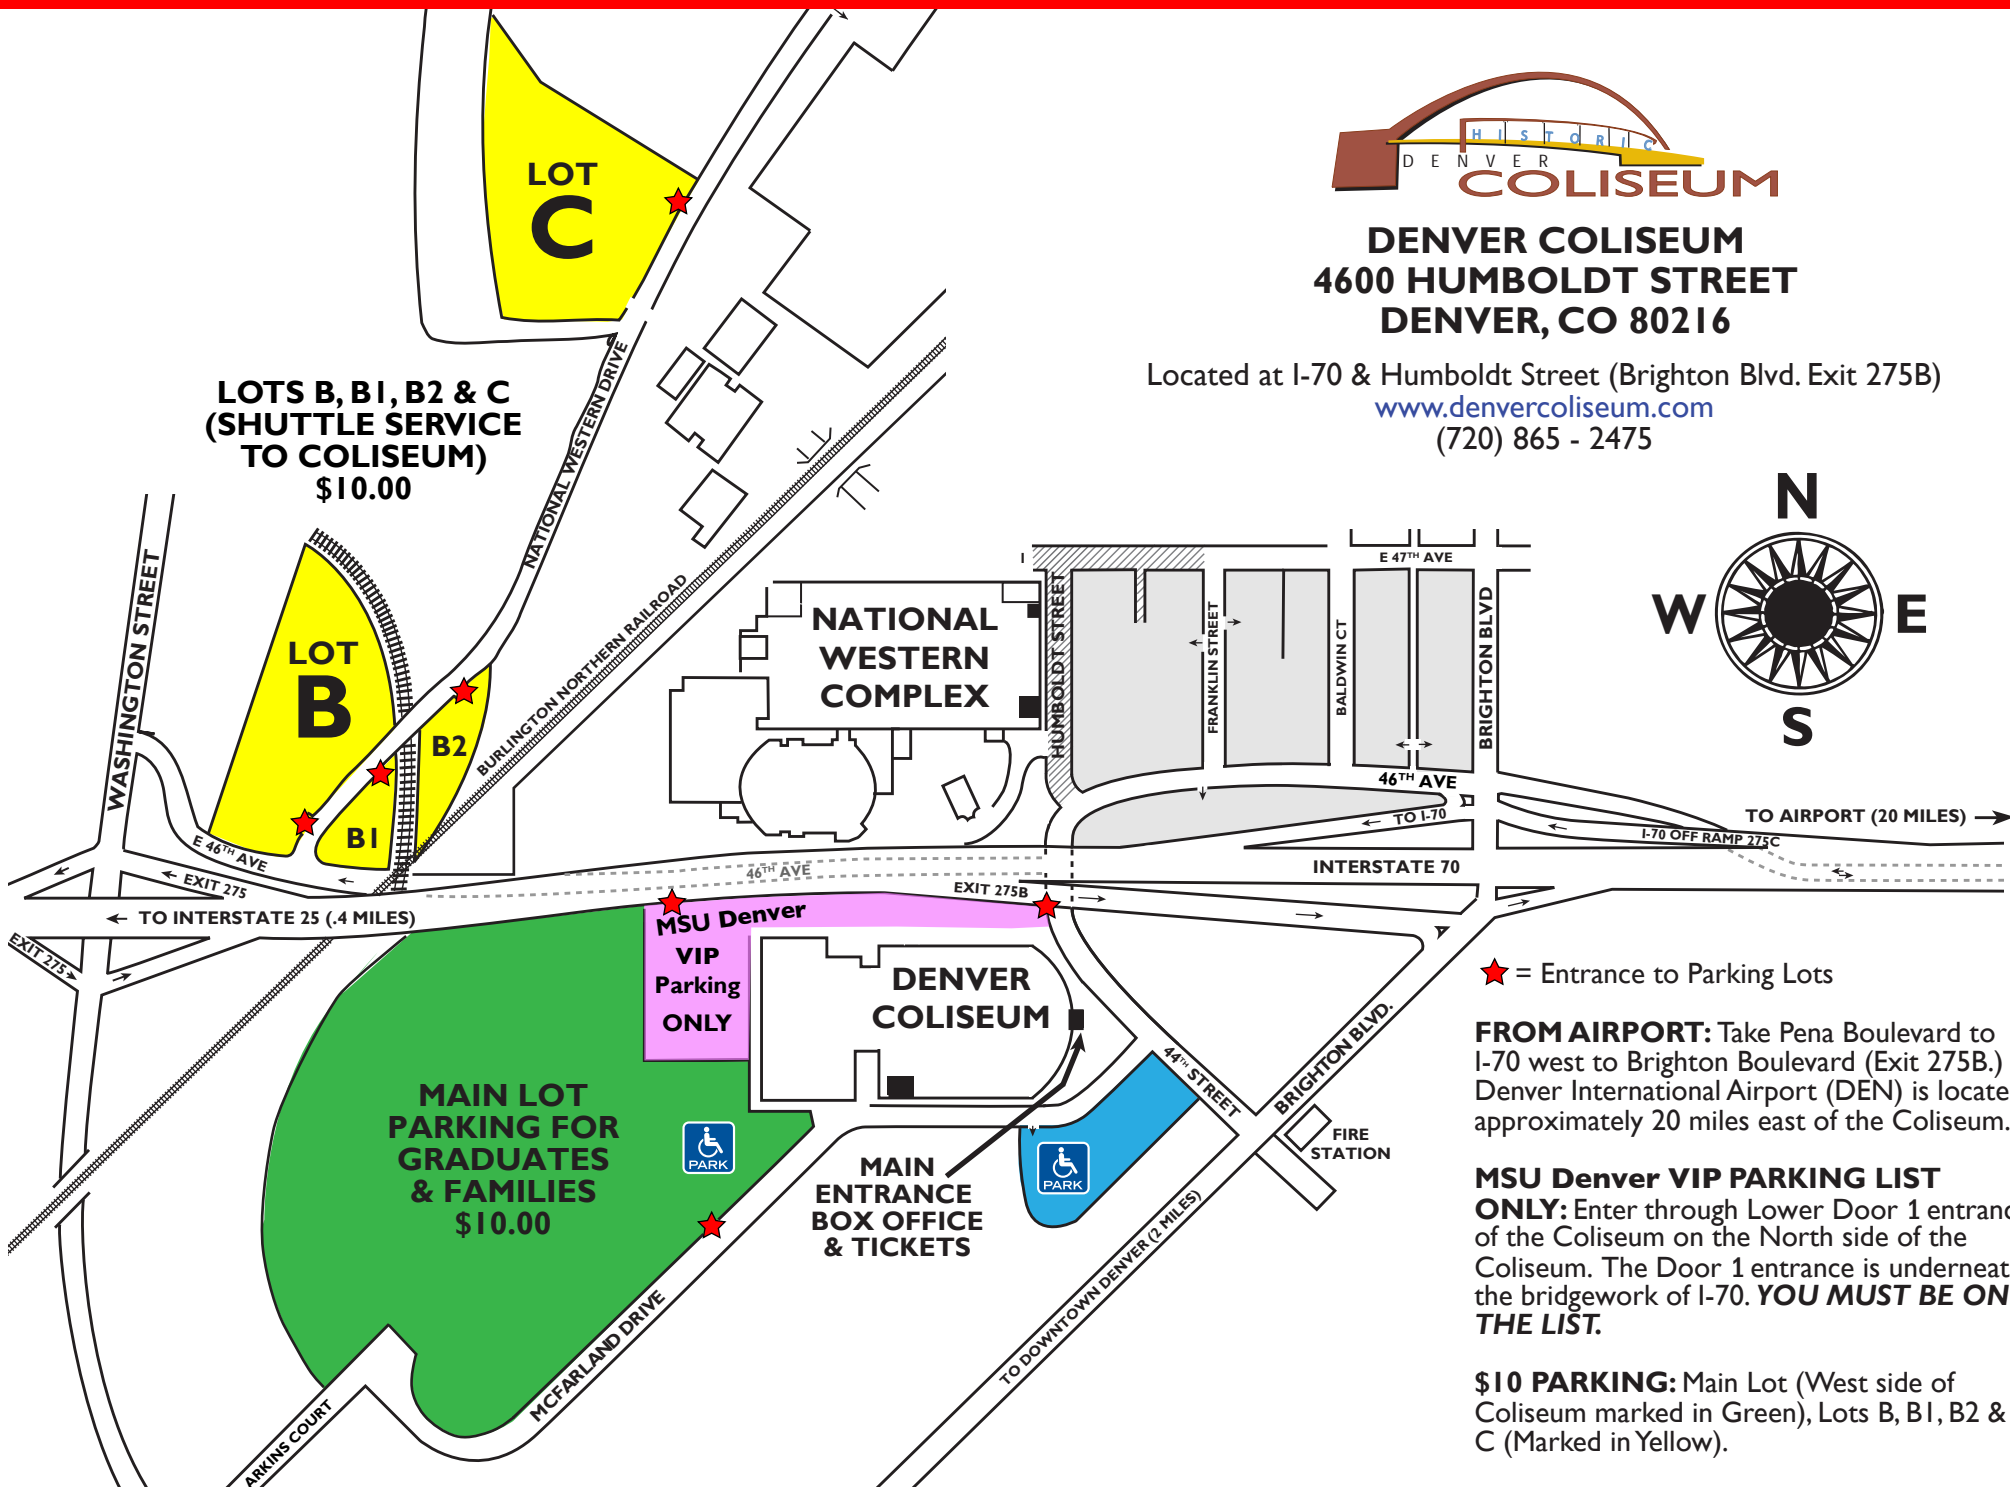 HISTORIC
DENVER
COLISEUM
DENVER COLISEUM
4600 HUMBOLDT STREET
DENVER, CO 80216
Located at I-70 & Humboldt Street (Brighton Blvd. Exit 275B)
www.denvercoliseum.com
(720) 865 - 2475
LOT
C
LOTS B, B1, B2 & C
(SHUTTLE SERVICE
TO COLISEUM)
$10.00
NATIONAL WESTERN DRIVE
WASHINGTON STREET
LOT
B
B2
B1
BURLINGTON NORTHERN RAILROAD
NATIONAL
WESTERN
COMPLEX
HUMBOLDT STREET
FRANKLIN STREET
BALDWIN CT
BRIGHTON BLVD
E 47TH AVE
46TH AVE
N
W
E
S
TO AIRPORT (20 MILES)
TO I-70
I-70 OFF RAMP 275C
INTERSTATE 70
E 46TH AVE
EXIT 275
46TH AVE
EXIT 275B
TO INTERSTATE 25 (.4 MILES)
EXIT 275
MSU Denver
VIP
Parking
ONLY
DENVER
COLISEUM
44TH STREET
BRIGHTON BLVD.
FIRE
STATION
MAIN LOT
PARKING FOR
GRADUATES
& FAMILIES
$10.00
PARK
PARK
MAIN
ENTRANCE
BOX OFFICE
& TICKETS
TO DOWNTOWN DENVER (2 MILES)
MCFARLAND DRIVE
ARKINS COURT
= Entrance to Parking Lots
FROM AIRPORT: Take Pena Boulevard to
I-70 west to Brighton Boulevard (Exit 275B.)
Denver International Airport (DEN) is locate
approximately 20 miles east of the Coliseum.
MSU Denver VIP PARKING LIST
ONLY: Enter through Lower Door 1 entranc
of the Coliseum on the North side of the
Coliseum. The Door 1 entrance is underneat
the bridgework of I-70. YOU MUST BE ON
THE LIST.
$10 PARKING: Main Lot (West side of
Coliseum marked in Green), Lots B, B1, B2 &
C (Marked in Yellow).